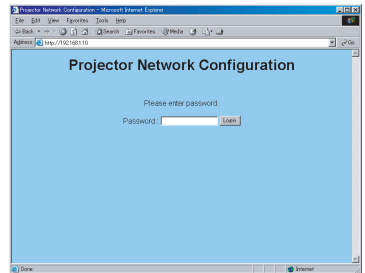 Projector Network Configuration - Microsoft Internet Explorer
File Edit View Favorites Tools Help
Back Search Favorites Media
Address http://192.168.1.10 Go
Projector Network Configuration
Please enter password.
Password : Login
Done Internet